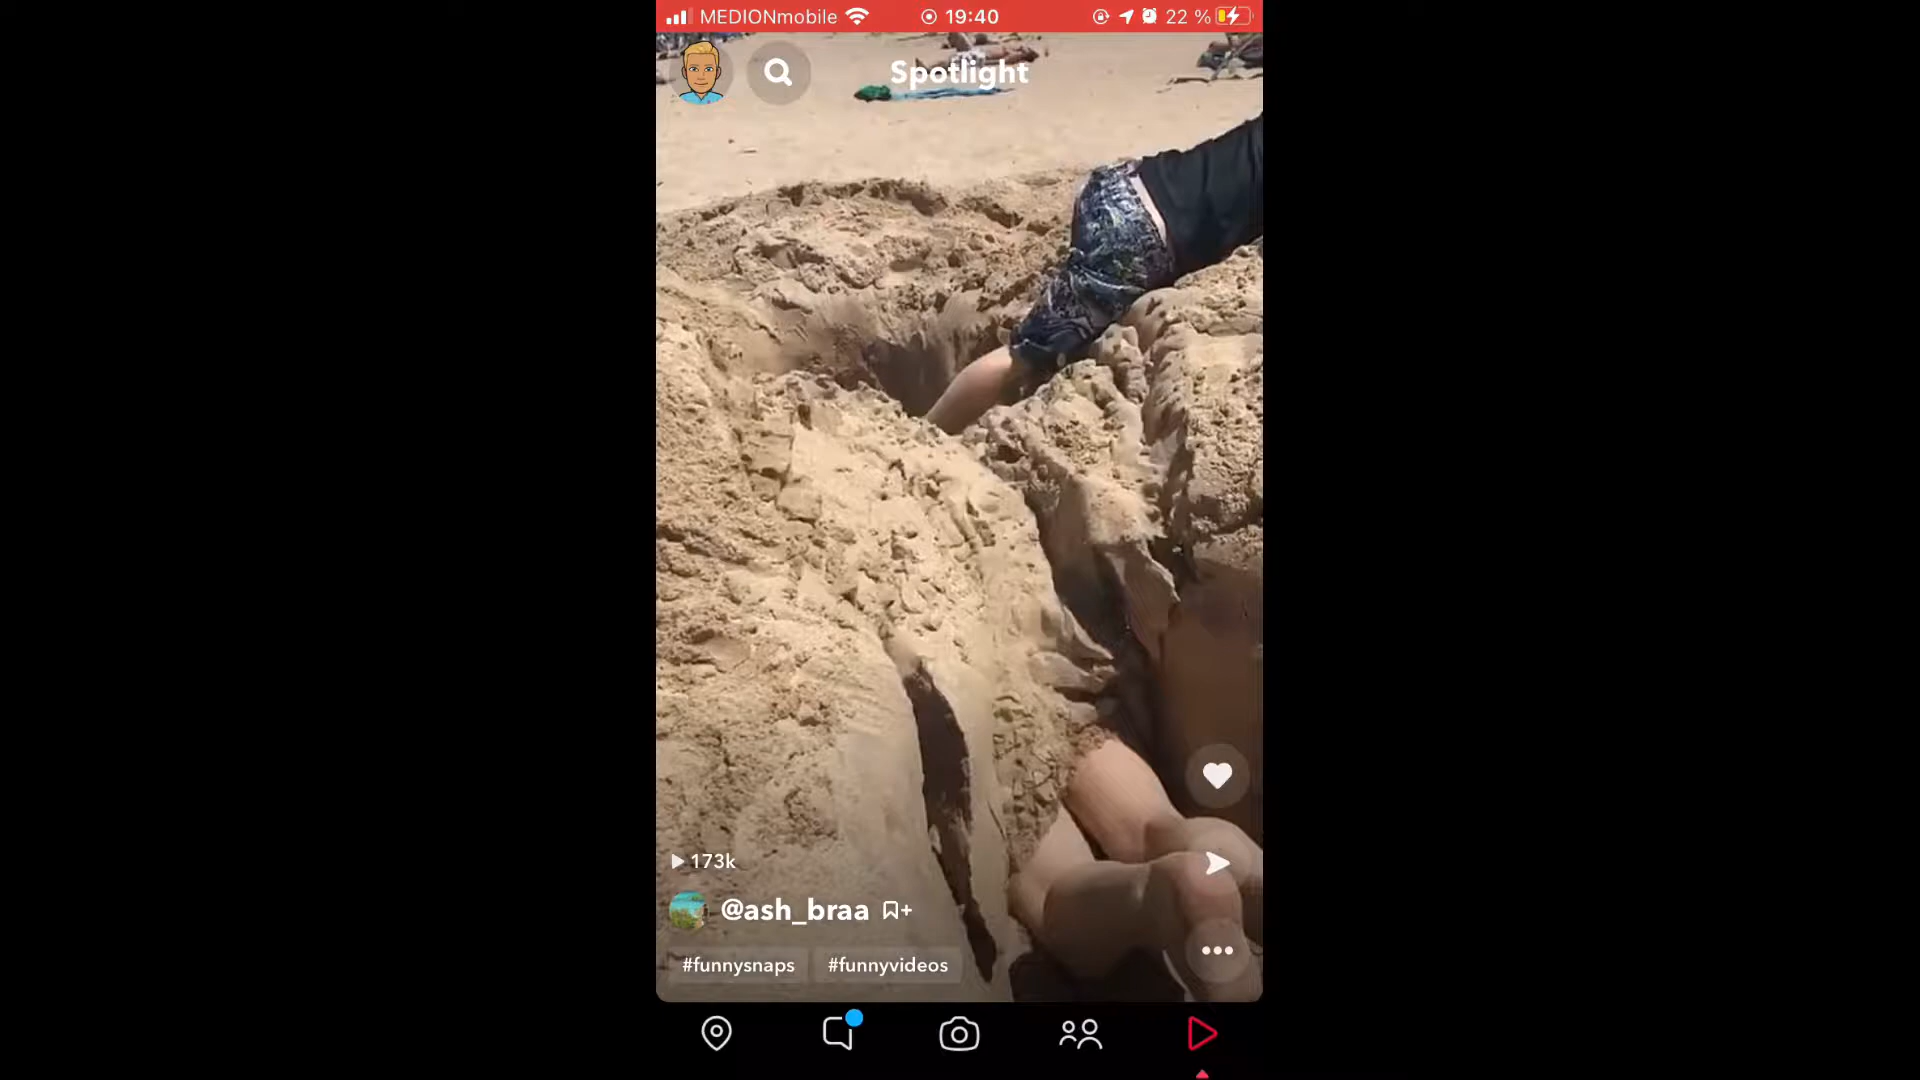 MEDIONmobile 19:40 22 %
Spotlight
173k
@ash_braa
#funnysnaps #funnyvideos